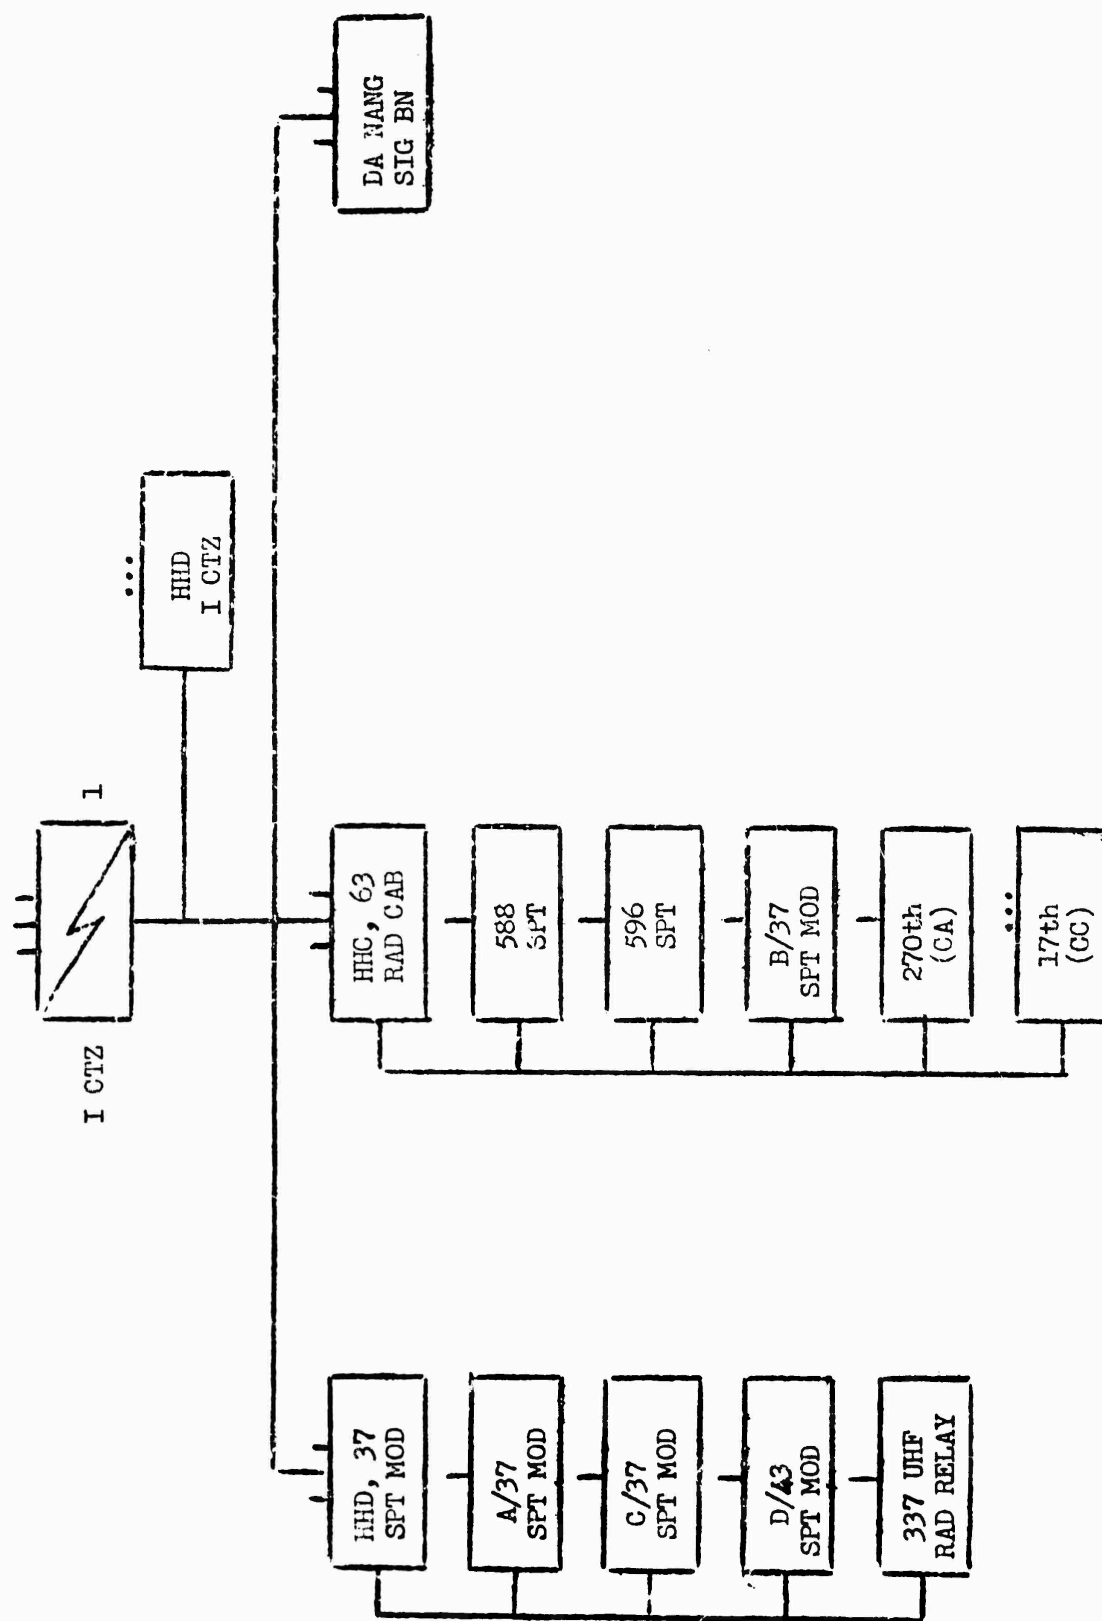 I CTZ
1
HHD
I CTZ
HHD, 37
SPT MOD
A/37
SPT MOD
C/37
SPT MOD
D/43
SPT MOD
337 UHF
RAD RELAY
HHC, 63
RAD CAB
588
SPT
596
SPT
B/37
SPT MOD
270th
(CA)
17th
(CC)
DA NANG
SIG BN